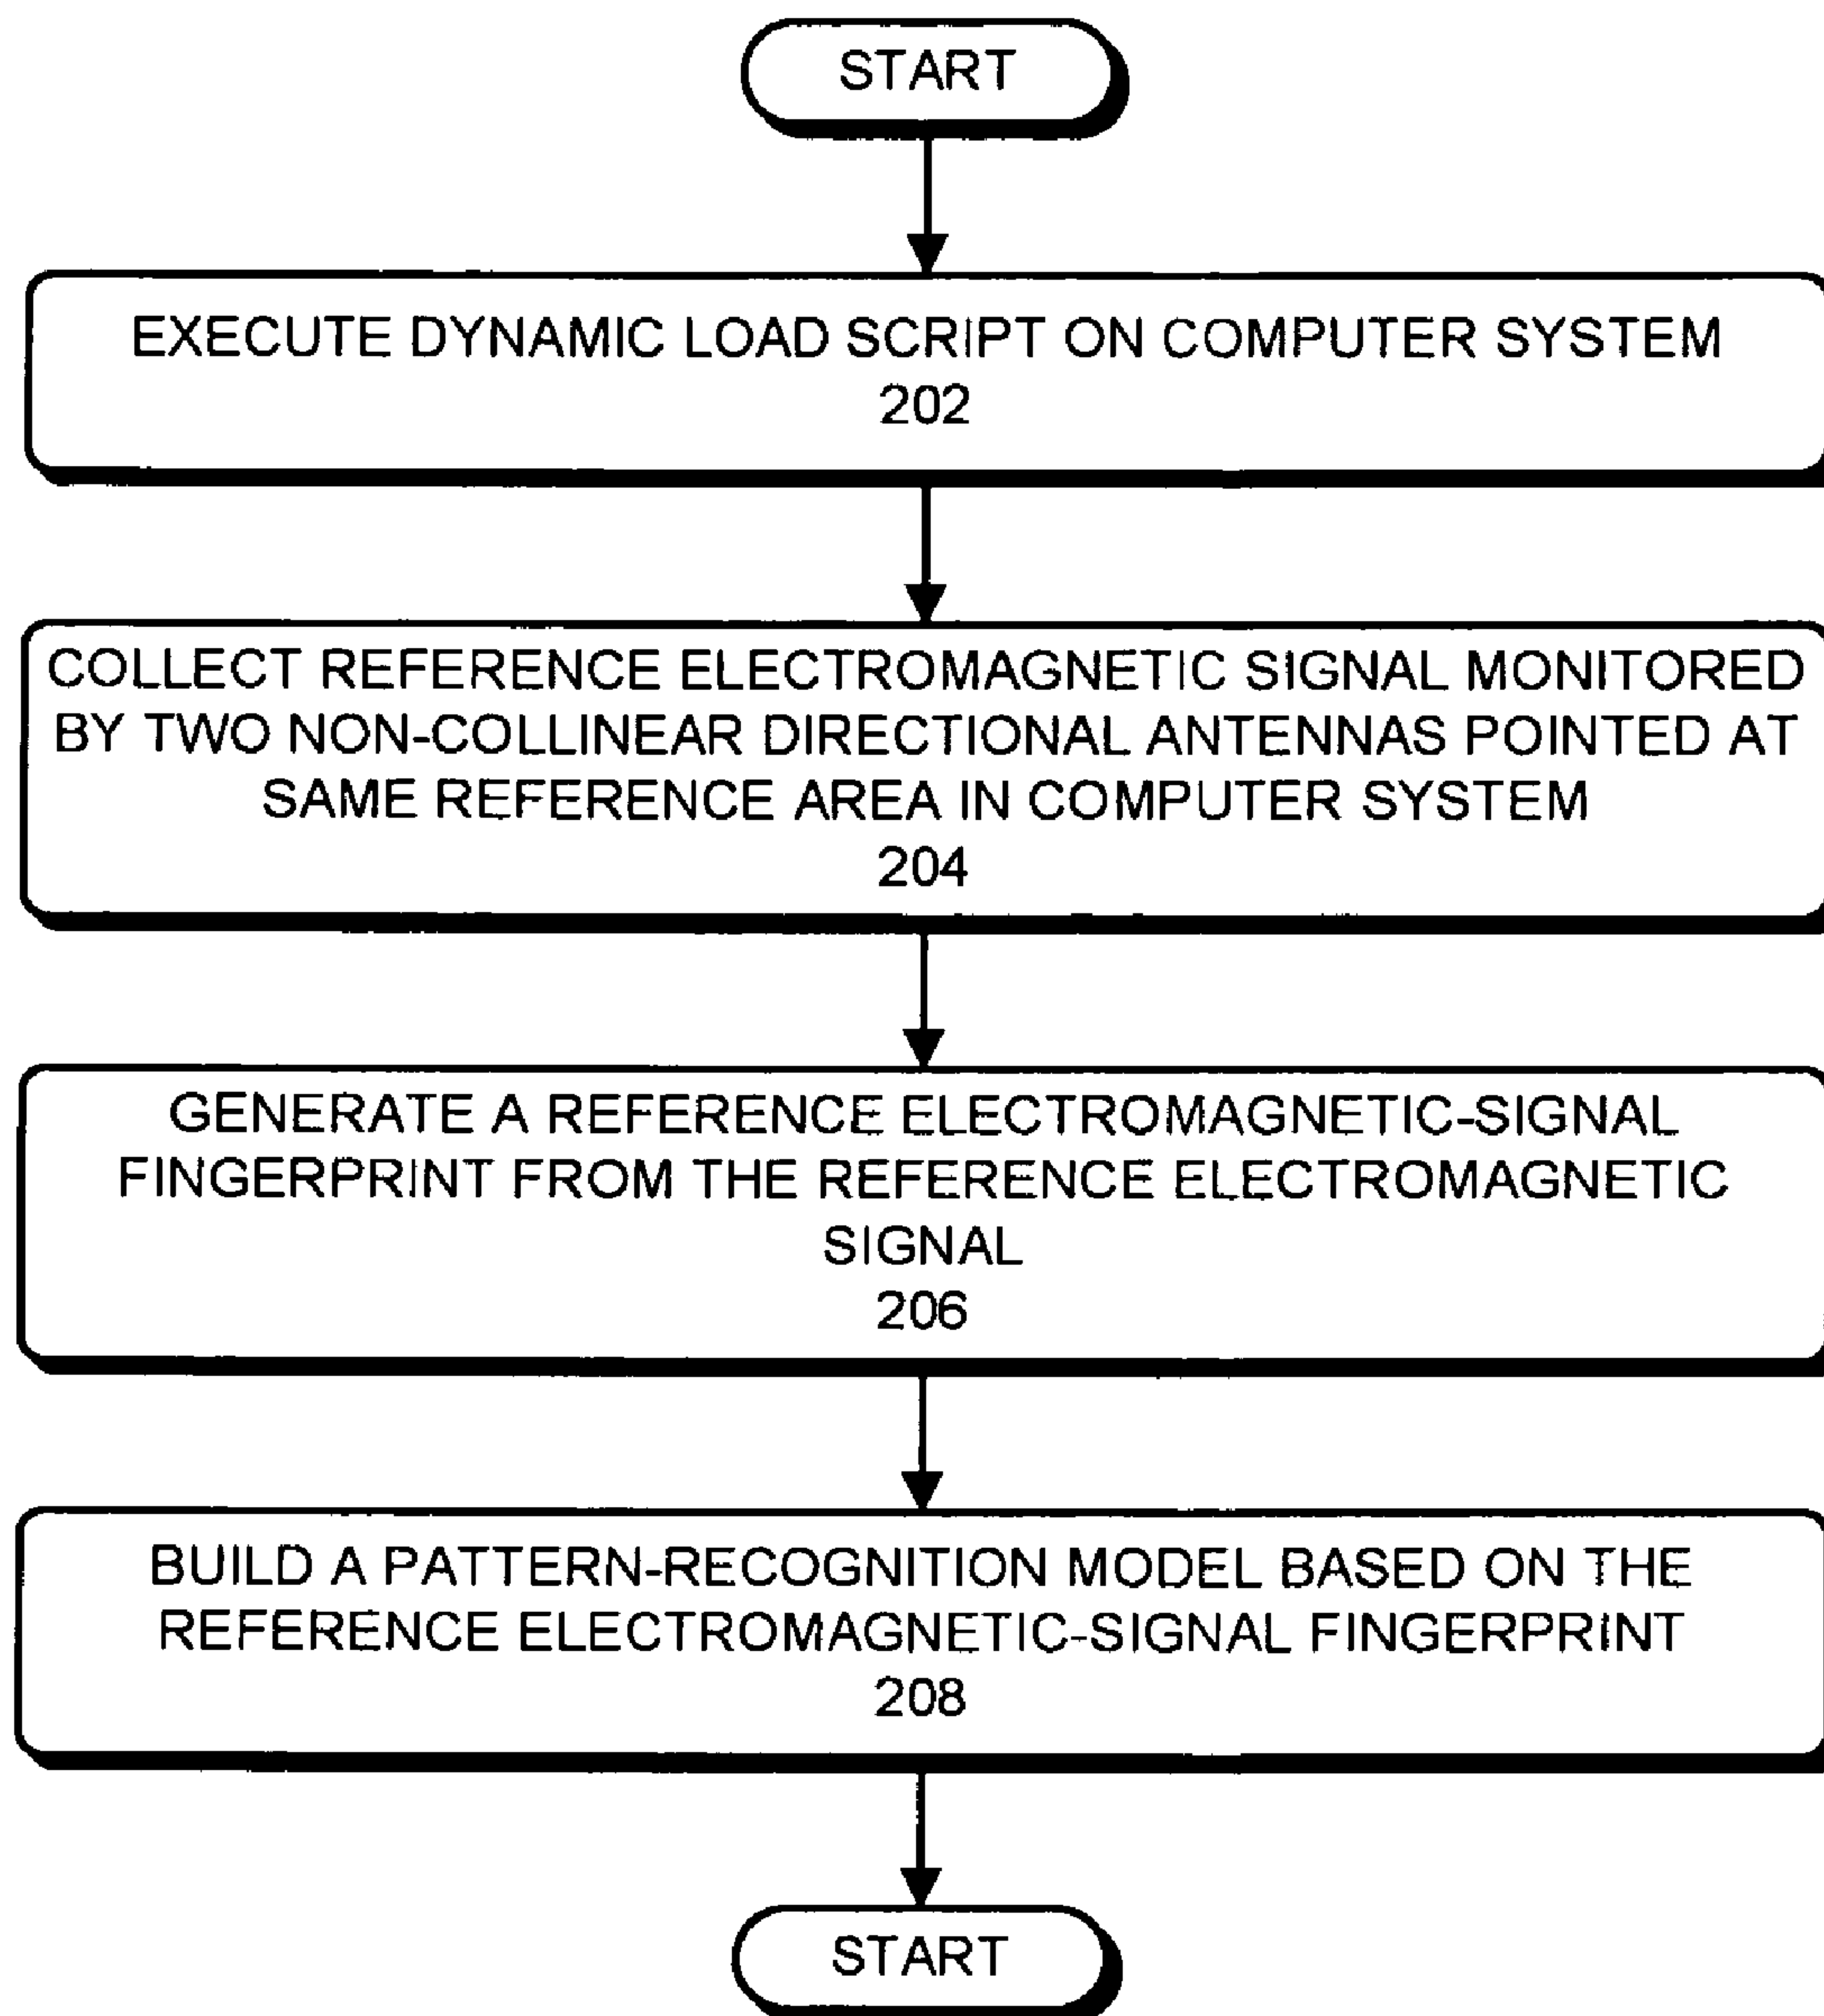 START
EXECUTE DYNAMIC LOAD SCRIPT ON COMPUTER SYSTEM
202
COLLECT REFERENCE ELECTROMAGNETIC SIGNAL MONITORED
BY TWO NON-COLLINEAR DIRECTIONAL ANTENNAS POINTED AT
SAME REFERENCE AREA IN COMPUTER SYSTEM
204
GENERATE A REFERENCE ELECTROMAGNETIC-SIGNAL
FINGERPRINT FROM THE REFERENCE ELECTROMAGNETIC
SIGNAL
206
BUILD A PATTERN-RECOGNITION MODEL BASED ON THE
REFERENCE ELECTROMAGNETIC-SIGNAL FINGERPRINT
208
START